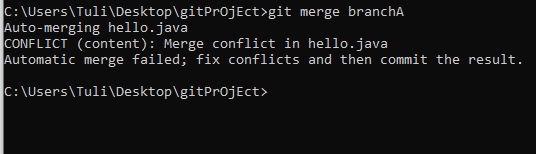 C:\Users\Tuli\Desktop\gitPrOjEct>git merge branchA
Auto-merging hello.java
CONFLICT (content): Merge conflict in hello.java
Automatic merge failed; fix conflicts and then commit the result.
C:\Users\Tuli\Desktop\gitPrOjEct>